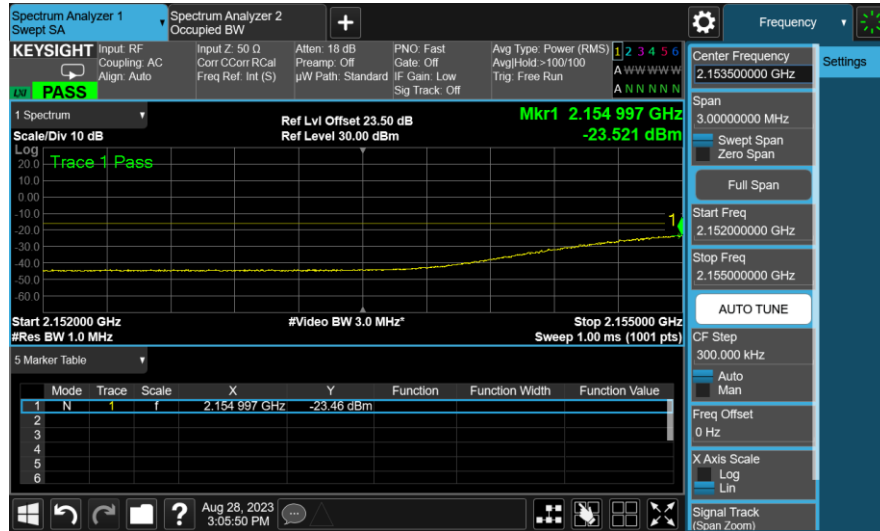 Spectrum Analyzer 1
Swept SA
Spectrum Analyzer 2
Occupied BW
Frequency
KEYSIGHT
Input: RF
Coupling: AC
Align: Auto
Input Z: 50 Ω
Corr CCorr RCal
Freq Ref: Int (S)
Atten: 18 dB
Preamp: Off
µW Path: Standard
PNO: Fast
Gate: Off
IF Gain: Low
Sig Track: Off
Avg Type: Power (RMS)
Avg|Hold:>100/100
Trig: Free Run
1 2 3 4 5 6
A W W W W W
A N N N N N
LXI PASS
1 Spectrum
Scale/Div 10 dB
Ref Lvl Offset 23.50 dB
Ref Level 30.00 dBm
Mkr1 2.154 997 GHz
-23.521 dBm
Log
Trace 1 Pass
20.0
10.0
0.00
-10.0
-20.0
-30.0
-40.0
-50.0
-60.0
1
Start 2.152000 GHz
#Res BW 1.0 MHz
#Video BW 3.0 MHz*
Stop 2.155000 GHz
Sweep 1.00 ms (1001 pts)
5 Marker Table
Mode Trace Scale X Y Function Function Width Function Value
1 N 1 f 2.154 997 GHz -23.46 dBm
2
3
4
5
6
Aug 28, 2023
3:05:50 PM
?
Center Frequency
2.153500000 GHz
Settings
Span
3.00000000 MHz
Swept Span
Zero Span
Full Span
Start Freq
2.152000000 GHz
Stop Freq
2.155000000 GHz
AUTO TUNE
CF Step
300.000 kHz
Auto
Man
Freq Offset
0 Hz
X Axis Scale
Log
Lin
Signal Track
(Span Zoom)